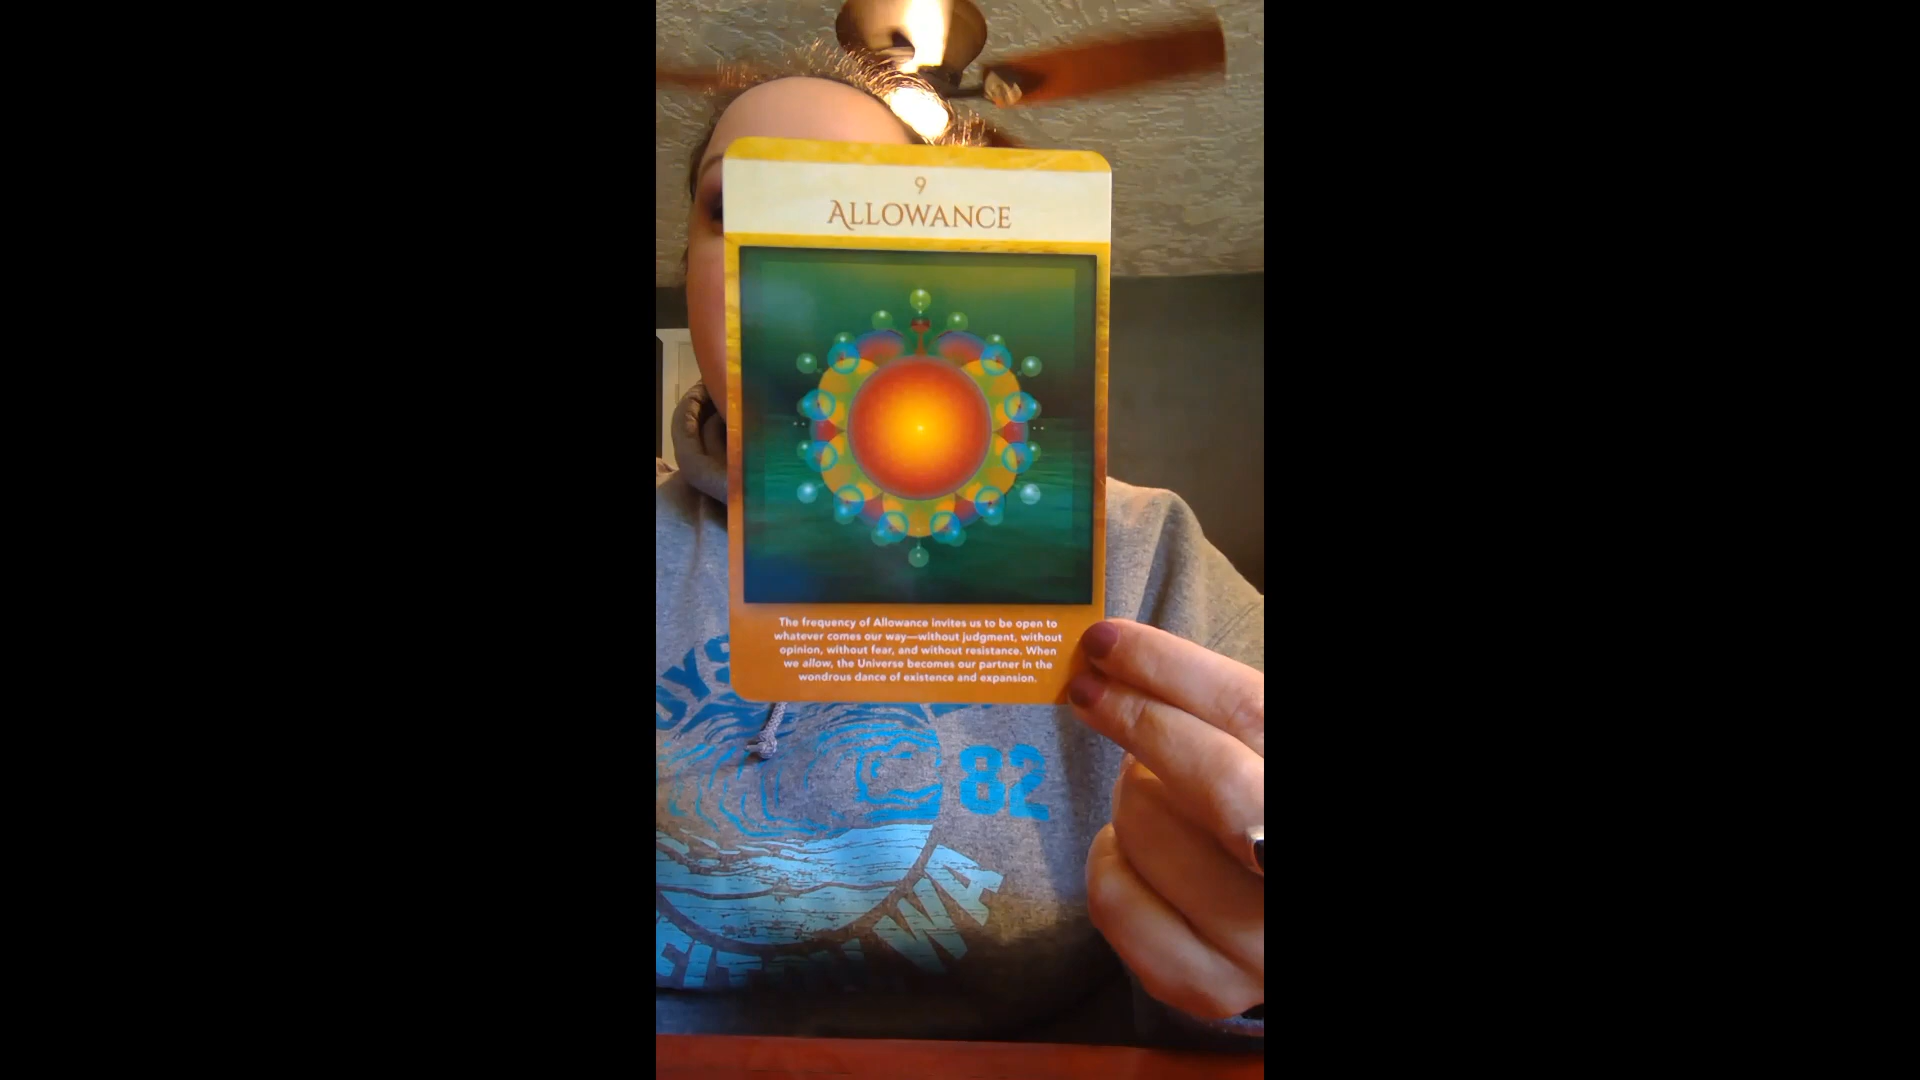 9
ALLOWANCE
The frequency of Allowance invites us to be open to
whatever comes our way—without judgment, without
opinion, without fear, and without resistance. When
we allow, the Universe becomes our partner in the
wondrous dance of existence and expansion.
82